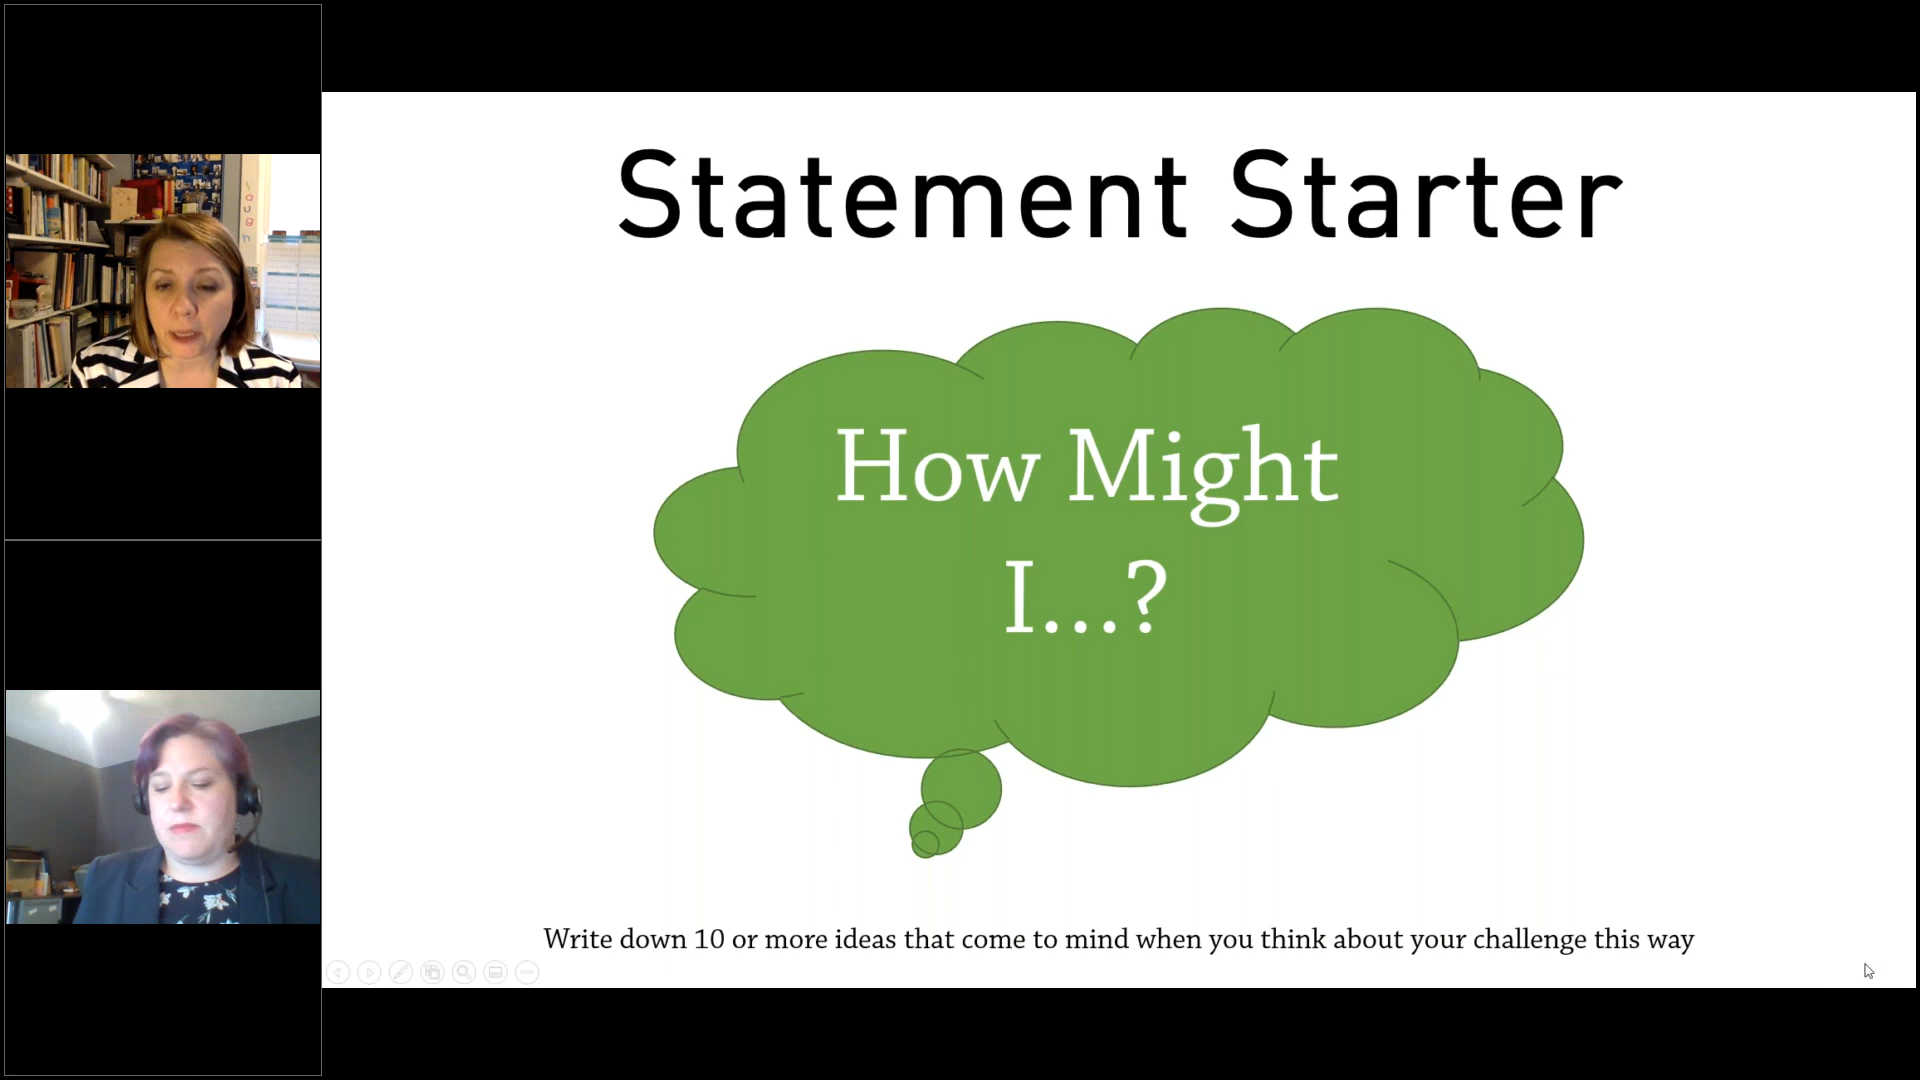 Statement Starter
How Might
I...?
Write down 10 or more ideas that come to mind when you think about your challenge this way